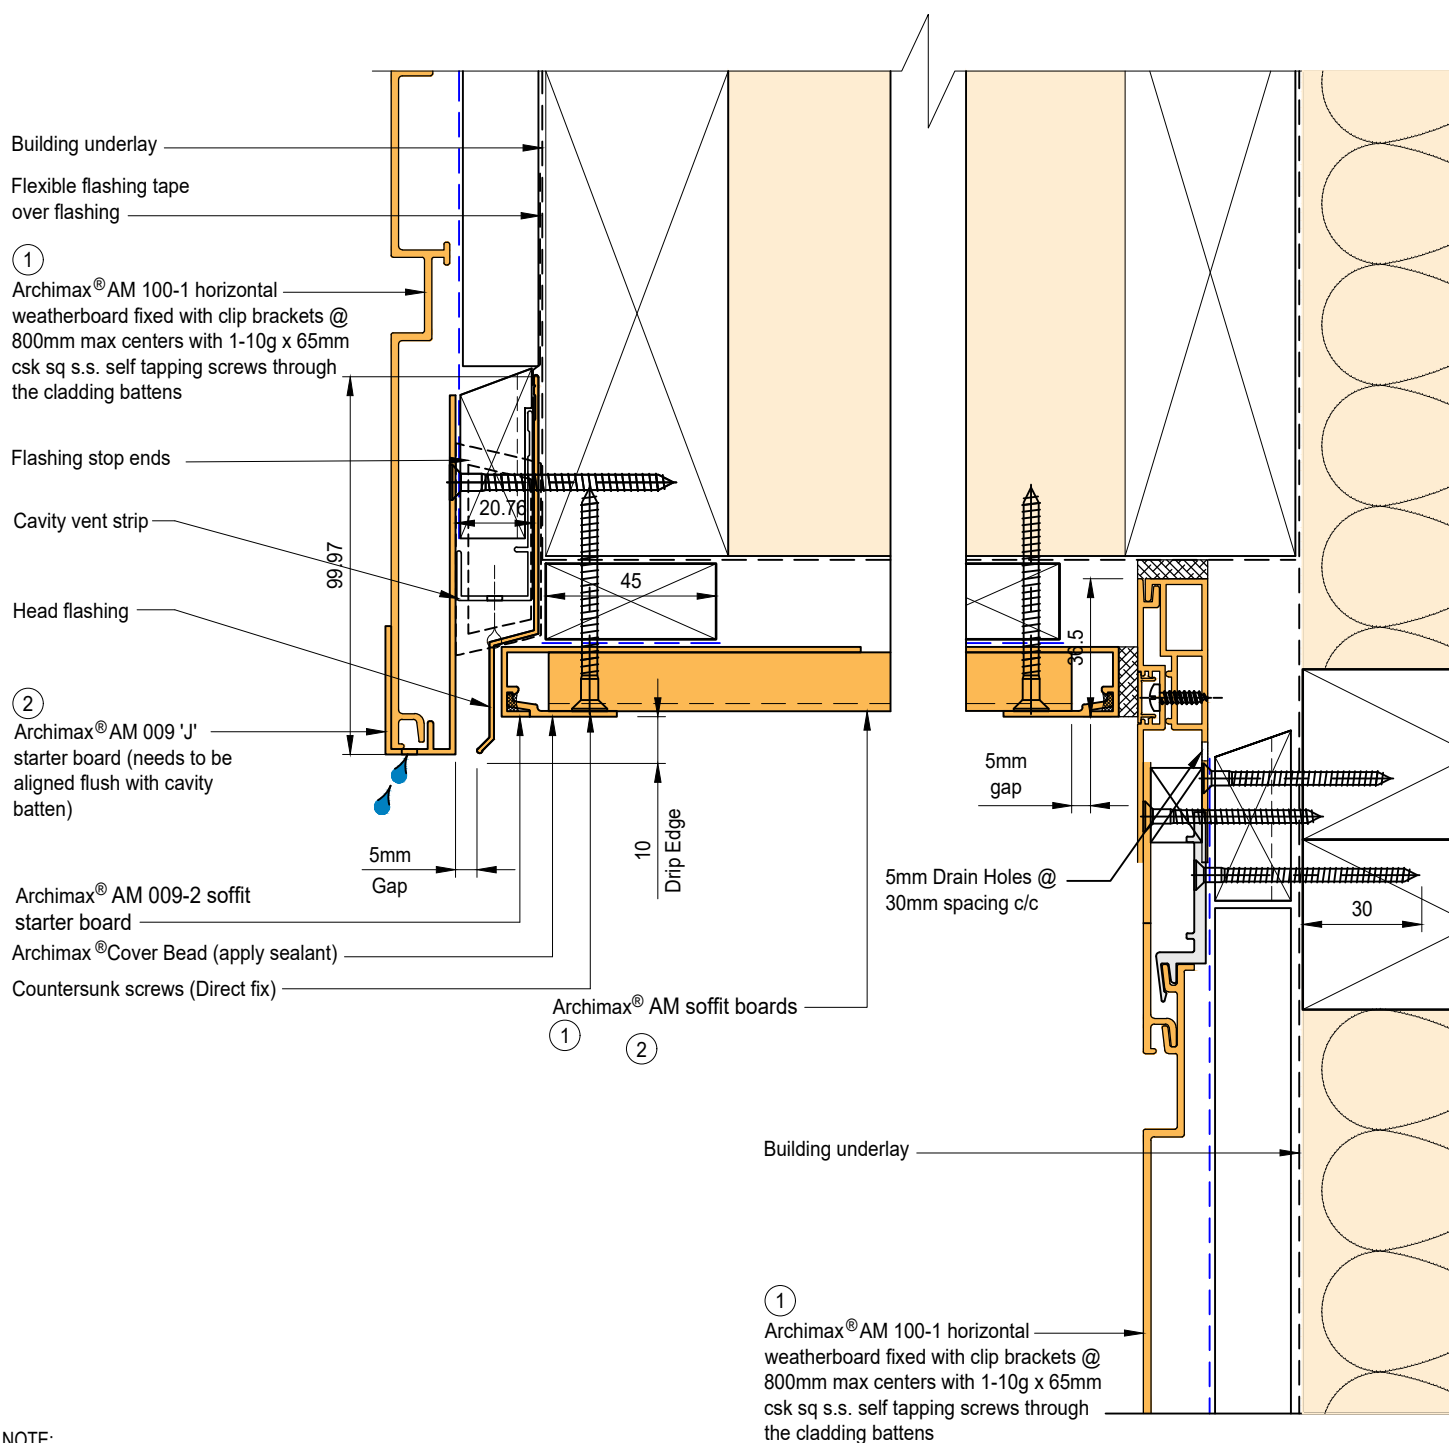 Building underlay
Flexible flashing tape
over flashing
1
Archimax® AM 100-1 horizontal
weatherboard fixed with clip brackets @
800mm max centers with 1-10g x 65mm
csk sq s.s. self tapping screws through
the cladding battens
Flashing stop ends
20.76
Cavity vent strip
99.97
45
Head flashing
36.5
2
Archimax® AM 009 'J'
starter board (needs to be
aligned flush with cavity
batten)
5mm
gap
5mm
Gap
10
Drip Edge
5mm Drain Holes @
30mm spacing c/c
30
Archimax® AM 009-2 soffit
starter board
Archimax® Cover Bead (apply sealant)
Countersunk screws (Direct fix)
Archimax® AM soffit boards
1
2
Building underlay
1
Archimax® AM 100-1 horizontal
weatherboard fixed with clip brackets @
800mm max centers with 1-10g x 65mm
csk sq s.s. self tapping screws through
the cladding battens
NOTE: